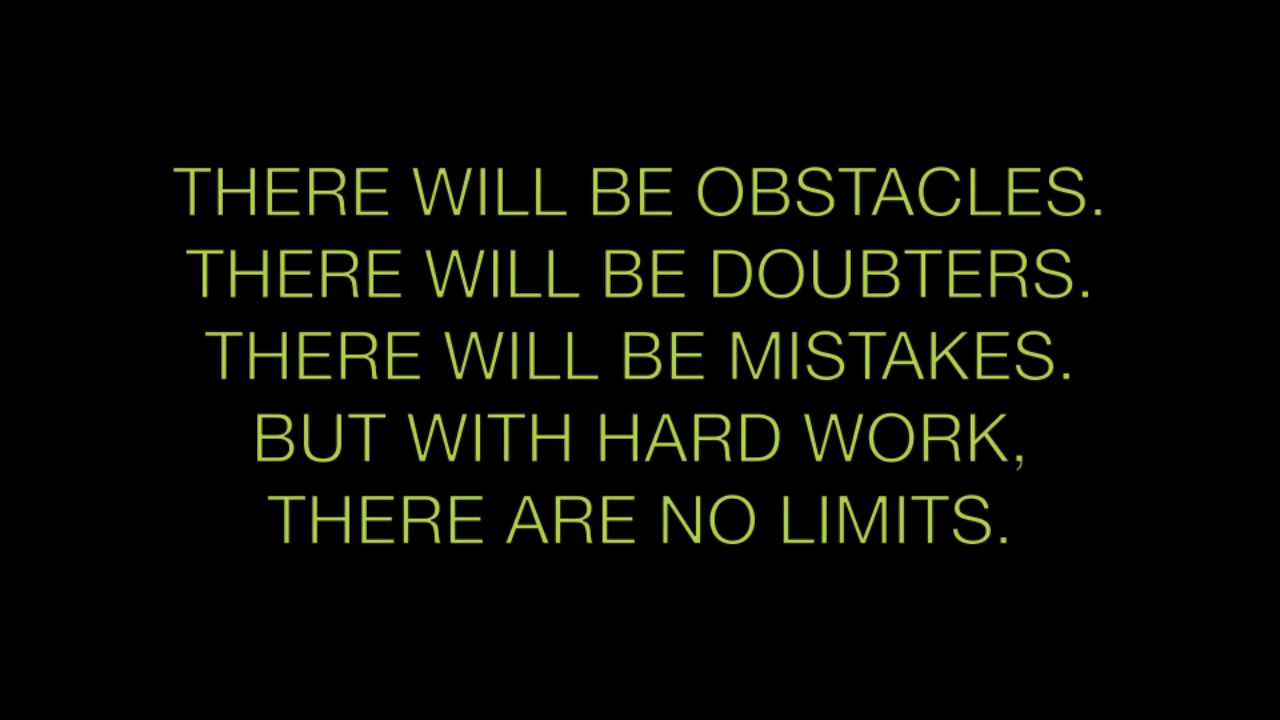 THERE WILL BE OBSTACLES.
THERE WILL BE DOUBTERS.
THERE WILL BE MISTAKES.
BUT WITH HARD WORK,
THERE ARE NO LIMITS.